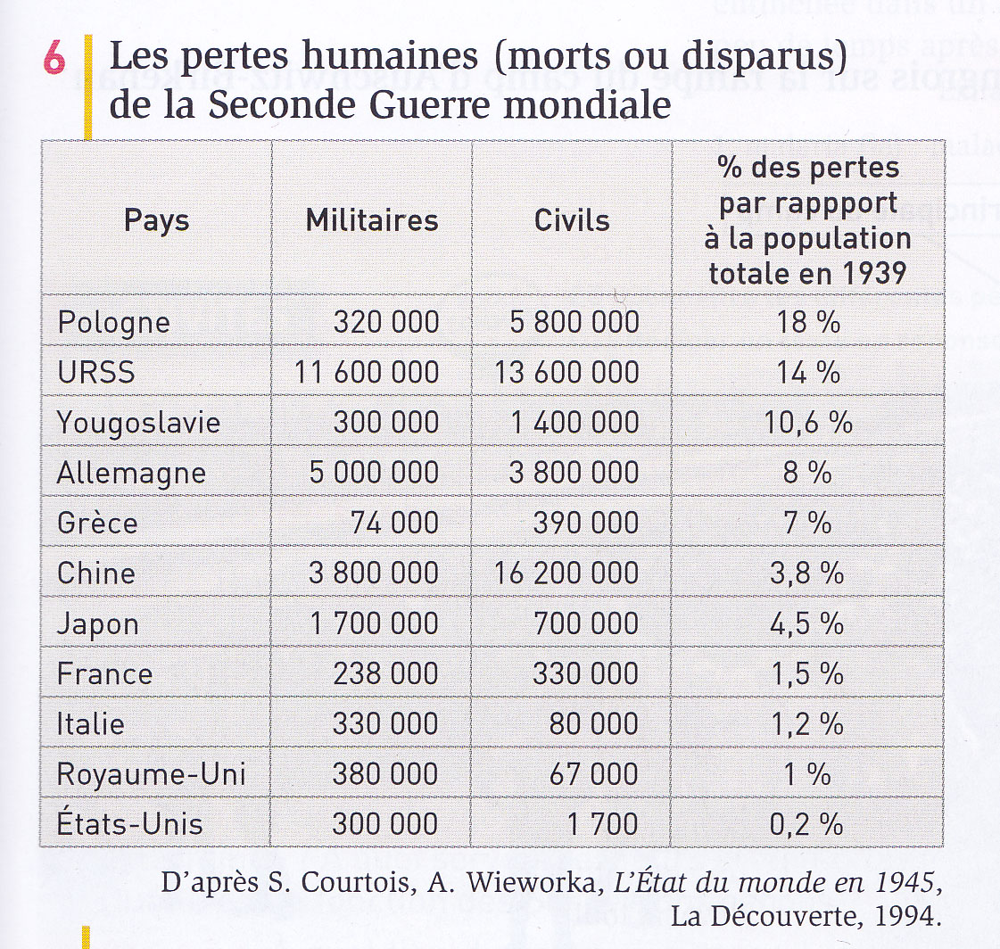 6 Les pertes humaines (morts ou disparus)
de la Seconde Guerre mondiale
Pays Militaires Civils % des pertes
par rappport
à la population
totale en 1939
Pologne 320 000 5 800 000 18 %
URSS 11 600 000 13 600 000 14 %
Yougoslavie 300 000 1 400 000 10,6 %
Allemagne 5 000 000 3 800 000 8 %
Grèce 74 000 390 000 7 %
Chine 3 800 000 16 200 000 3,8 %
Japon 1 700 000 700 000 4,5 %
France 238 000 330 000 1,5 %
Italie 330 000 80 000 1,2 %
Royaume-Uni 380 000 67 000 1 %
États-Unis 300 000 1 700 0,2 %
D'après S. Courtois, A. Wieworka, L'État du monde en 1945,
La Découverte, 1994.